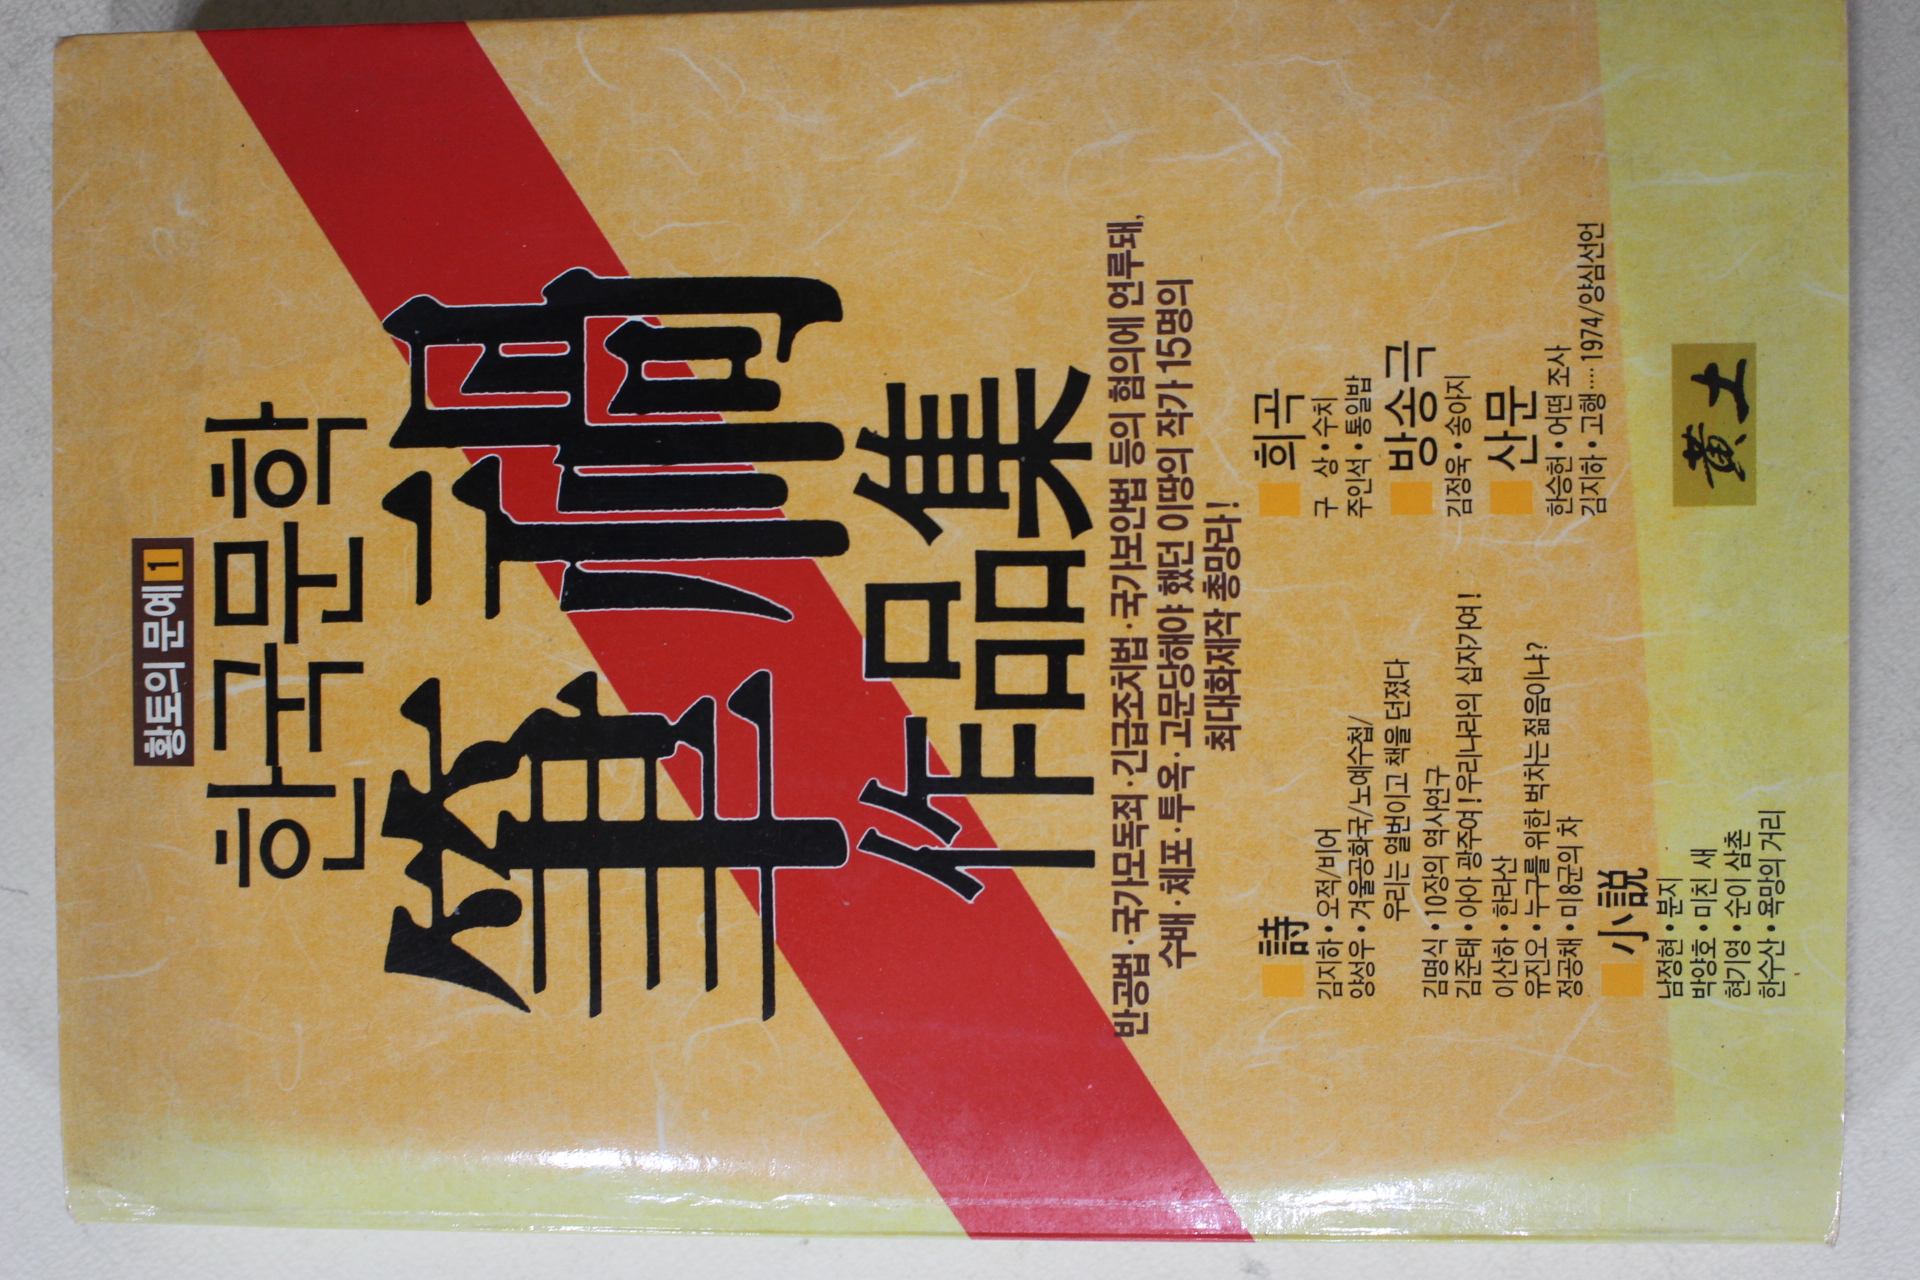 황토의 문예 1
한국문학
筆禍
作品集
반공법·국가모독죄·긴급조치법·국가보안법 등의 혐의에 연루돼,
수배·체포·투옥·고문당해야 했던 이땅의 작가 15명의
최대화제작 총망라!
詩
김지하•오적/비어
양성우•겨울공화국/노예수첩/
우리는 열번이고 책을 던졌다
김명식•10장의 역사연구
김준태•아아 광주여!우리나라의 십자가여!
이산하•한라산
유진오•누구를 위한 벅차는 젊음이냐?
정공채•미8군의 차
小説
남정현•분지
박양호•미친 새
현기영•순이 삼촌
한수산•욕망의 거리
희곡
구 상•수치
주인석•통일밥
방송극
김정욱•송아지
산문
한승헌•어떤 조사
김지하•고행····1974/양심선언
黃土